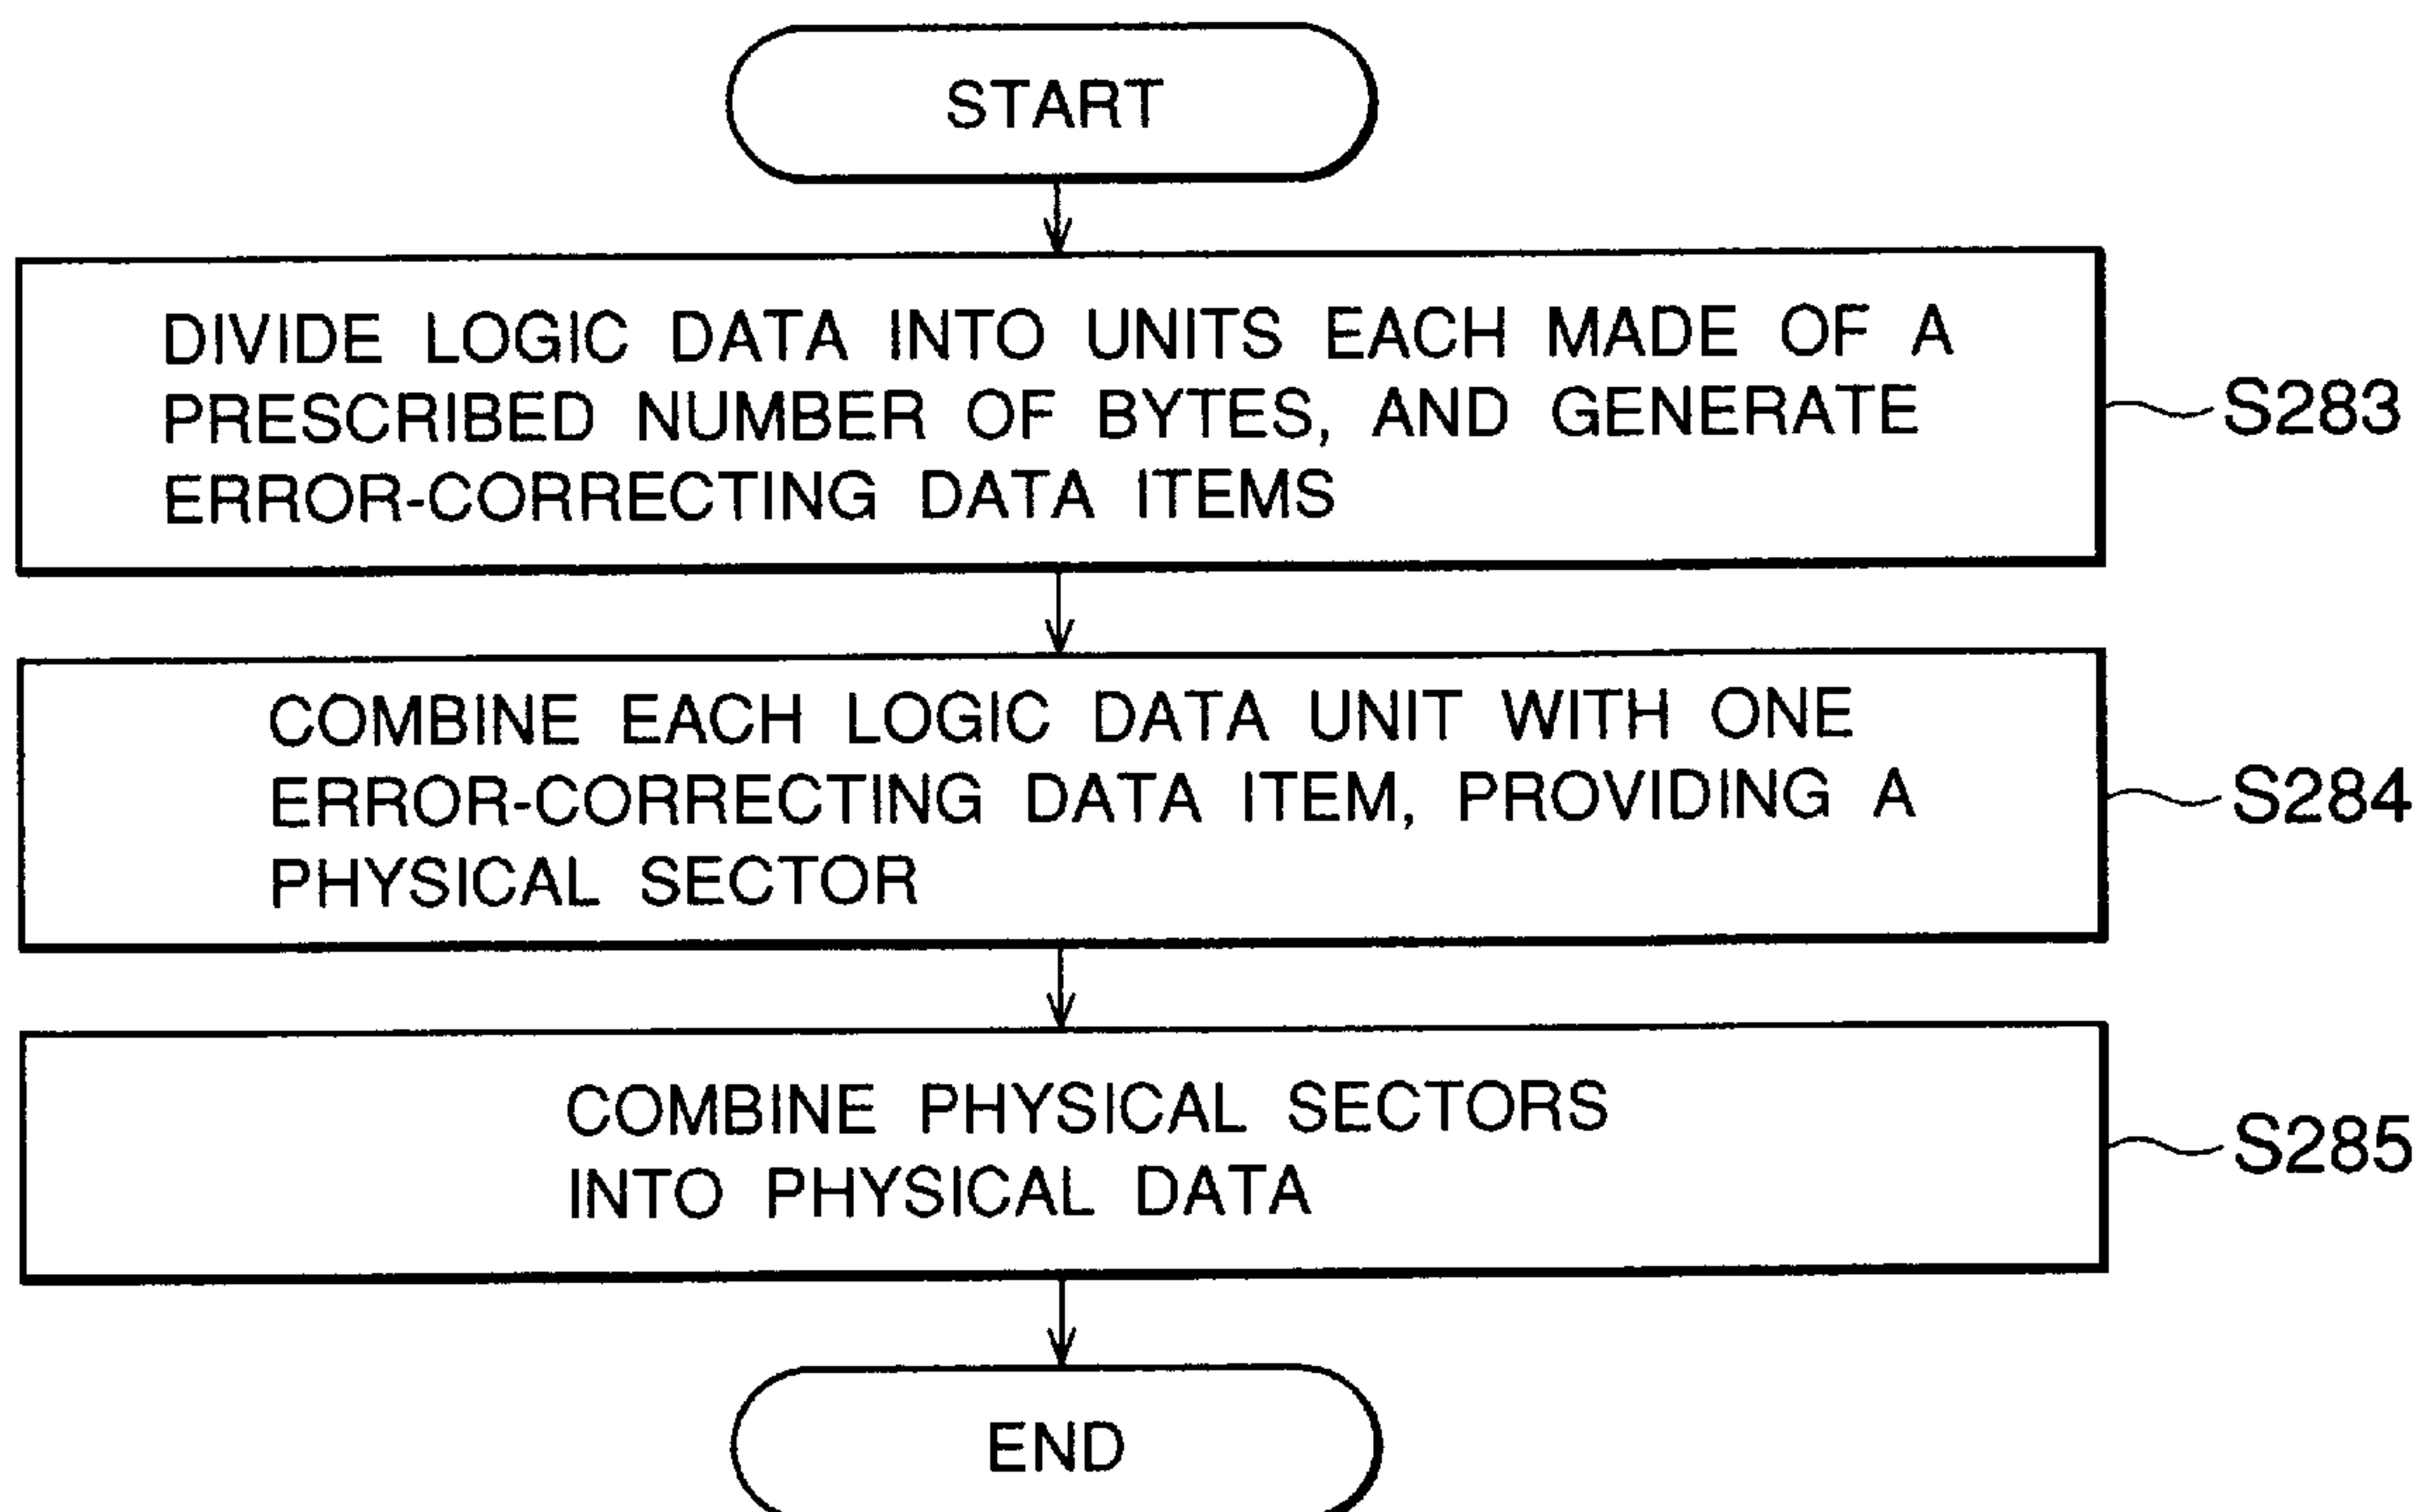 START
DIVIDE LOGIC DATA INTO UNITS EACH MADE OF A
PRESCRIBED NUMBER OF BYTES, AND GENERATE
ERROR-CORRECTING DATA ITEMS
S283
COMBINE EACH LOGIC DATA UNIT WITH ONE
ERROR-CORRECTING DATA ITEM, PROVIDING A
PHYSICAL SECTOR
S284
COMBINE PHYSICAL SECTORS
INTO PHYSICAL DATA
S285
END